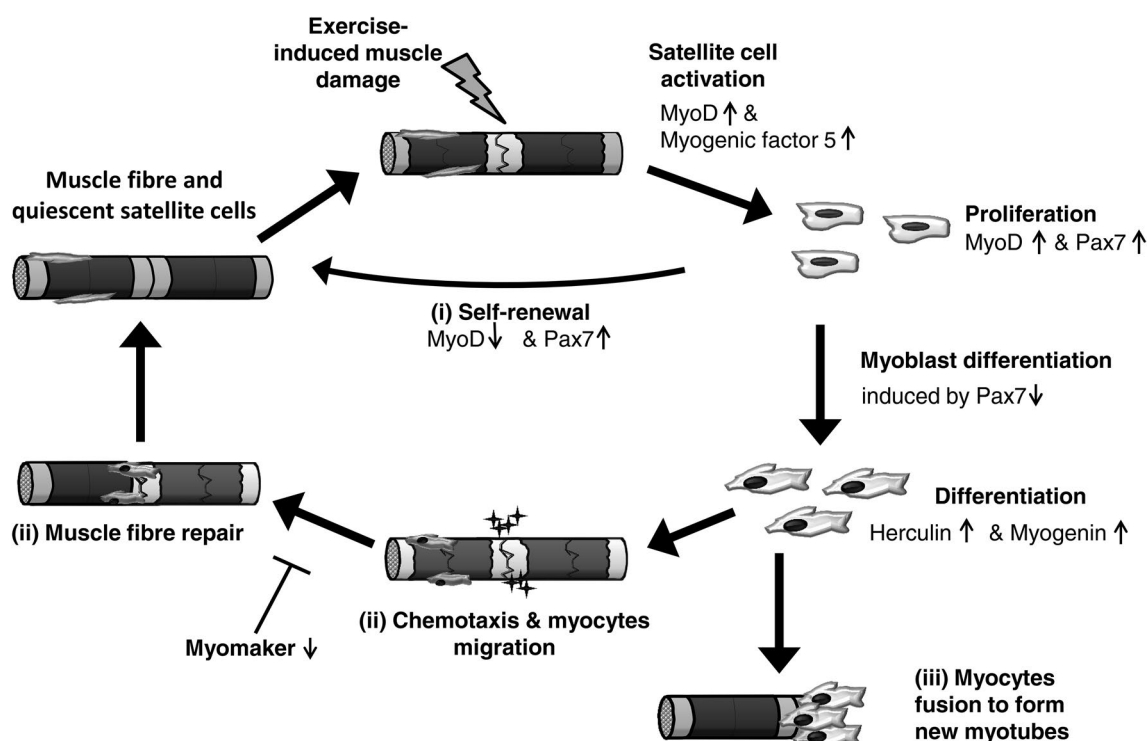 Exercise-
induced muscle
damage
Satellite cell
activation
MyoD ↑ &
Myogenic factor 5 ↑
Muscle fibre and
quiescent satellite cells
Proliferation
MyoD ↑ & Pax7 ↑
(i) Self-renewal
MyoD ↓ & Pax7 ↑
Myoblast differentiation
induced by Pax7 ↓
Differentiation
Herculin ↑ & Myogenin ↑
(ii) Muscle fibre repair
(ii) Chemotaxis & myocytes
migration
Myomaker ↓
(iii) Myocytes
fusion to form
new myotubes